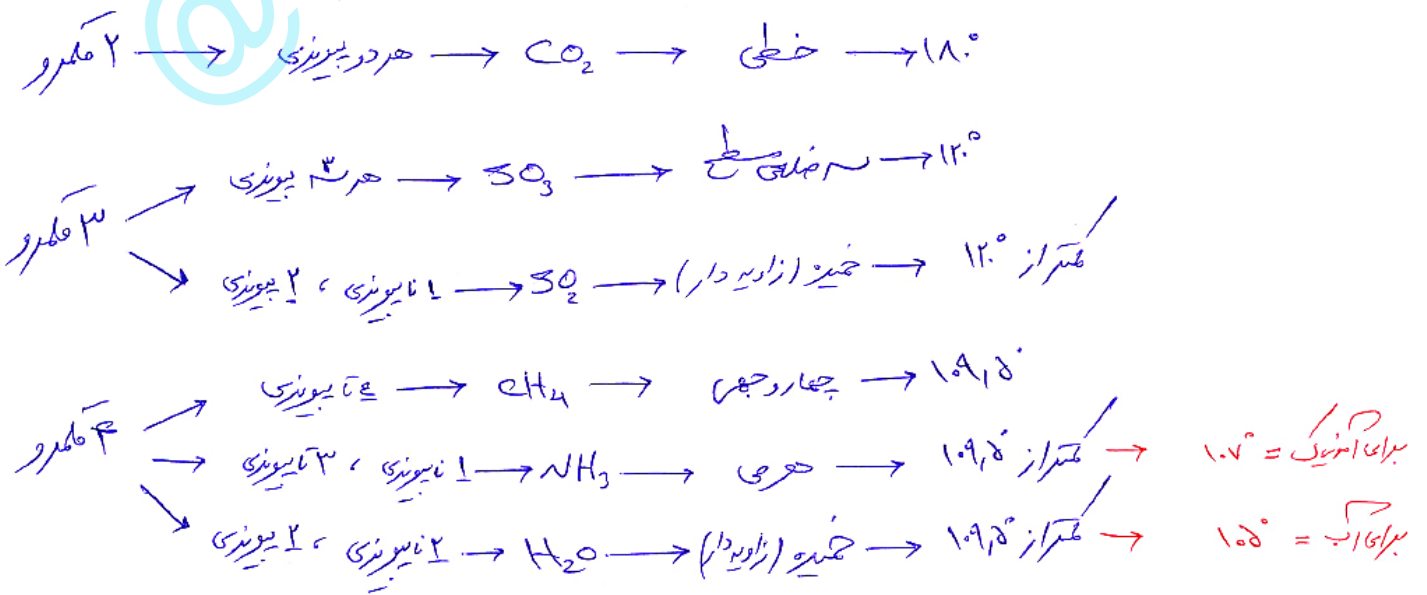 ۲ قلمرو → هر دو پیوندی → CO₂ → خطی → ۱۸۰°
هر سه پیوندی → SO₃ → سه ضلعی مسطح → ۱۲۰°
۳ قلمرو
۱ ناپیوندی ، ۲ پیوندی → SO₂ → خمیده (زاویه دار) → کمتر از ۱۲۰°
۴ تا پیوندی → CH₄ → چهاروجهی → ۱۰۹٫۵°
۴ قلمرو
۱ ناپیوندی ، ۳ تا پیوندی → NH₃ → هرمی → کمتر از ۱۰۹٫۵° → برای آمونیاک = ۱۰۷°
۲ ناپیوندی ، ۲ پیوندی → H₂O → خمیده (زاویه دار) → کمتر از ۱۰۹٫۵° → برای آب = ۱۰۵°